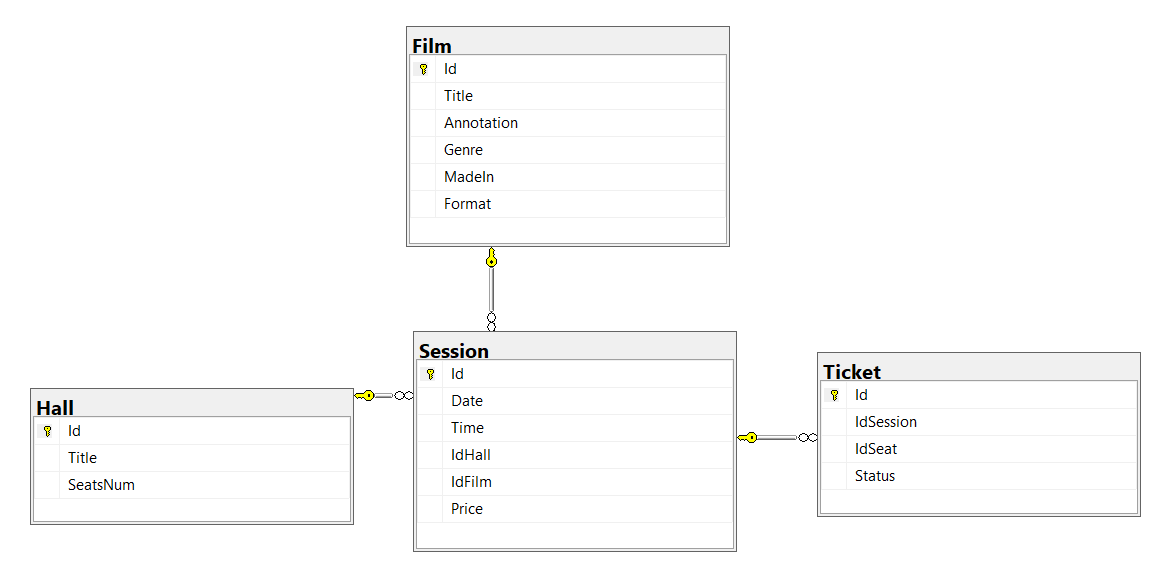 Film
Id
Title
Annotation
Genre
MadeIn
Format
Session
Id
Date
Time
IdHall
IdFilm
Price
Hall
Id
Title
SeatsNum
Ticket
Id
IdSession
IdSeat
Status